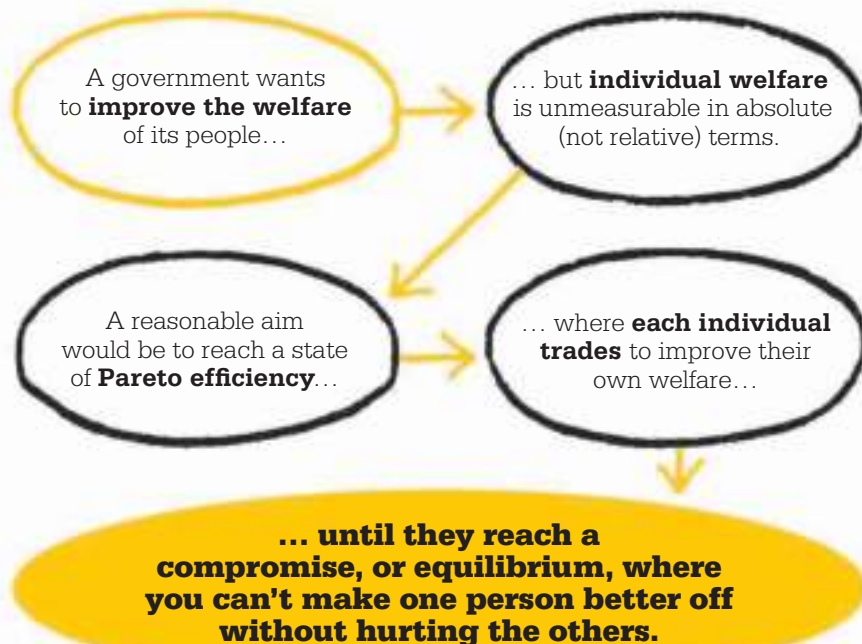 A government wants
to improve the welfare
of its people…
… but individual welfare
is unmeasurable in absolute
(not relative) terms.
A reasonable aim
would be to reach a state
of Pareto efficiency…
… where each individual
trades to improve their
own welfare…
… until they reach a
compromise, or equilibrium, where
you can't make one person better off
without hurting the others.